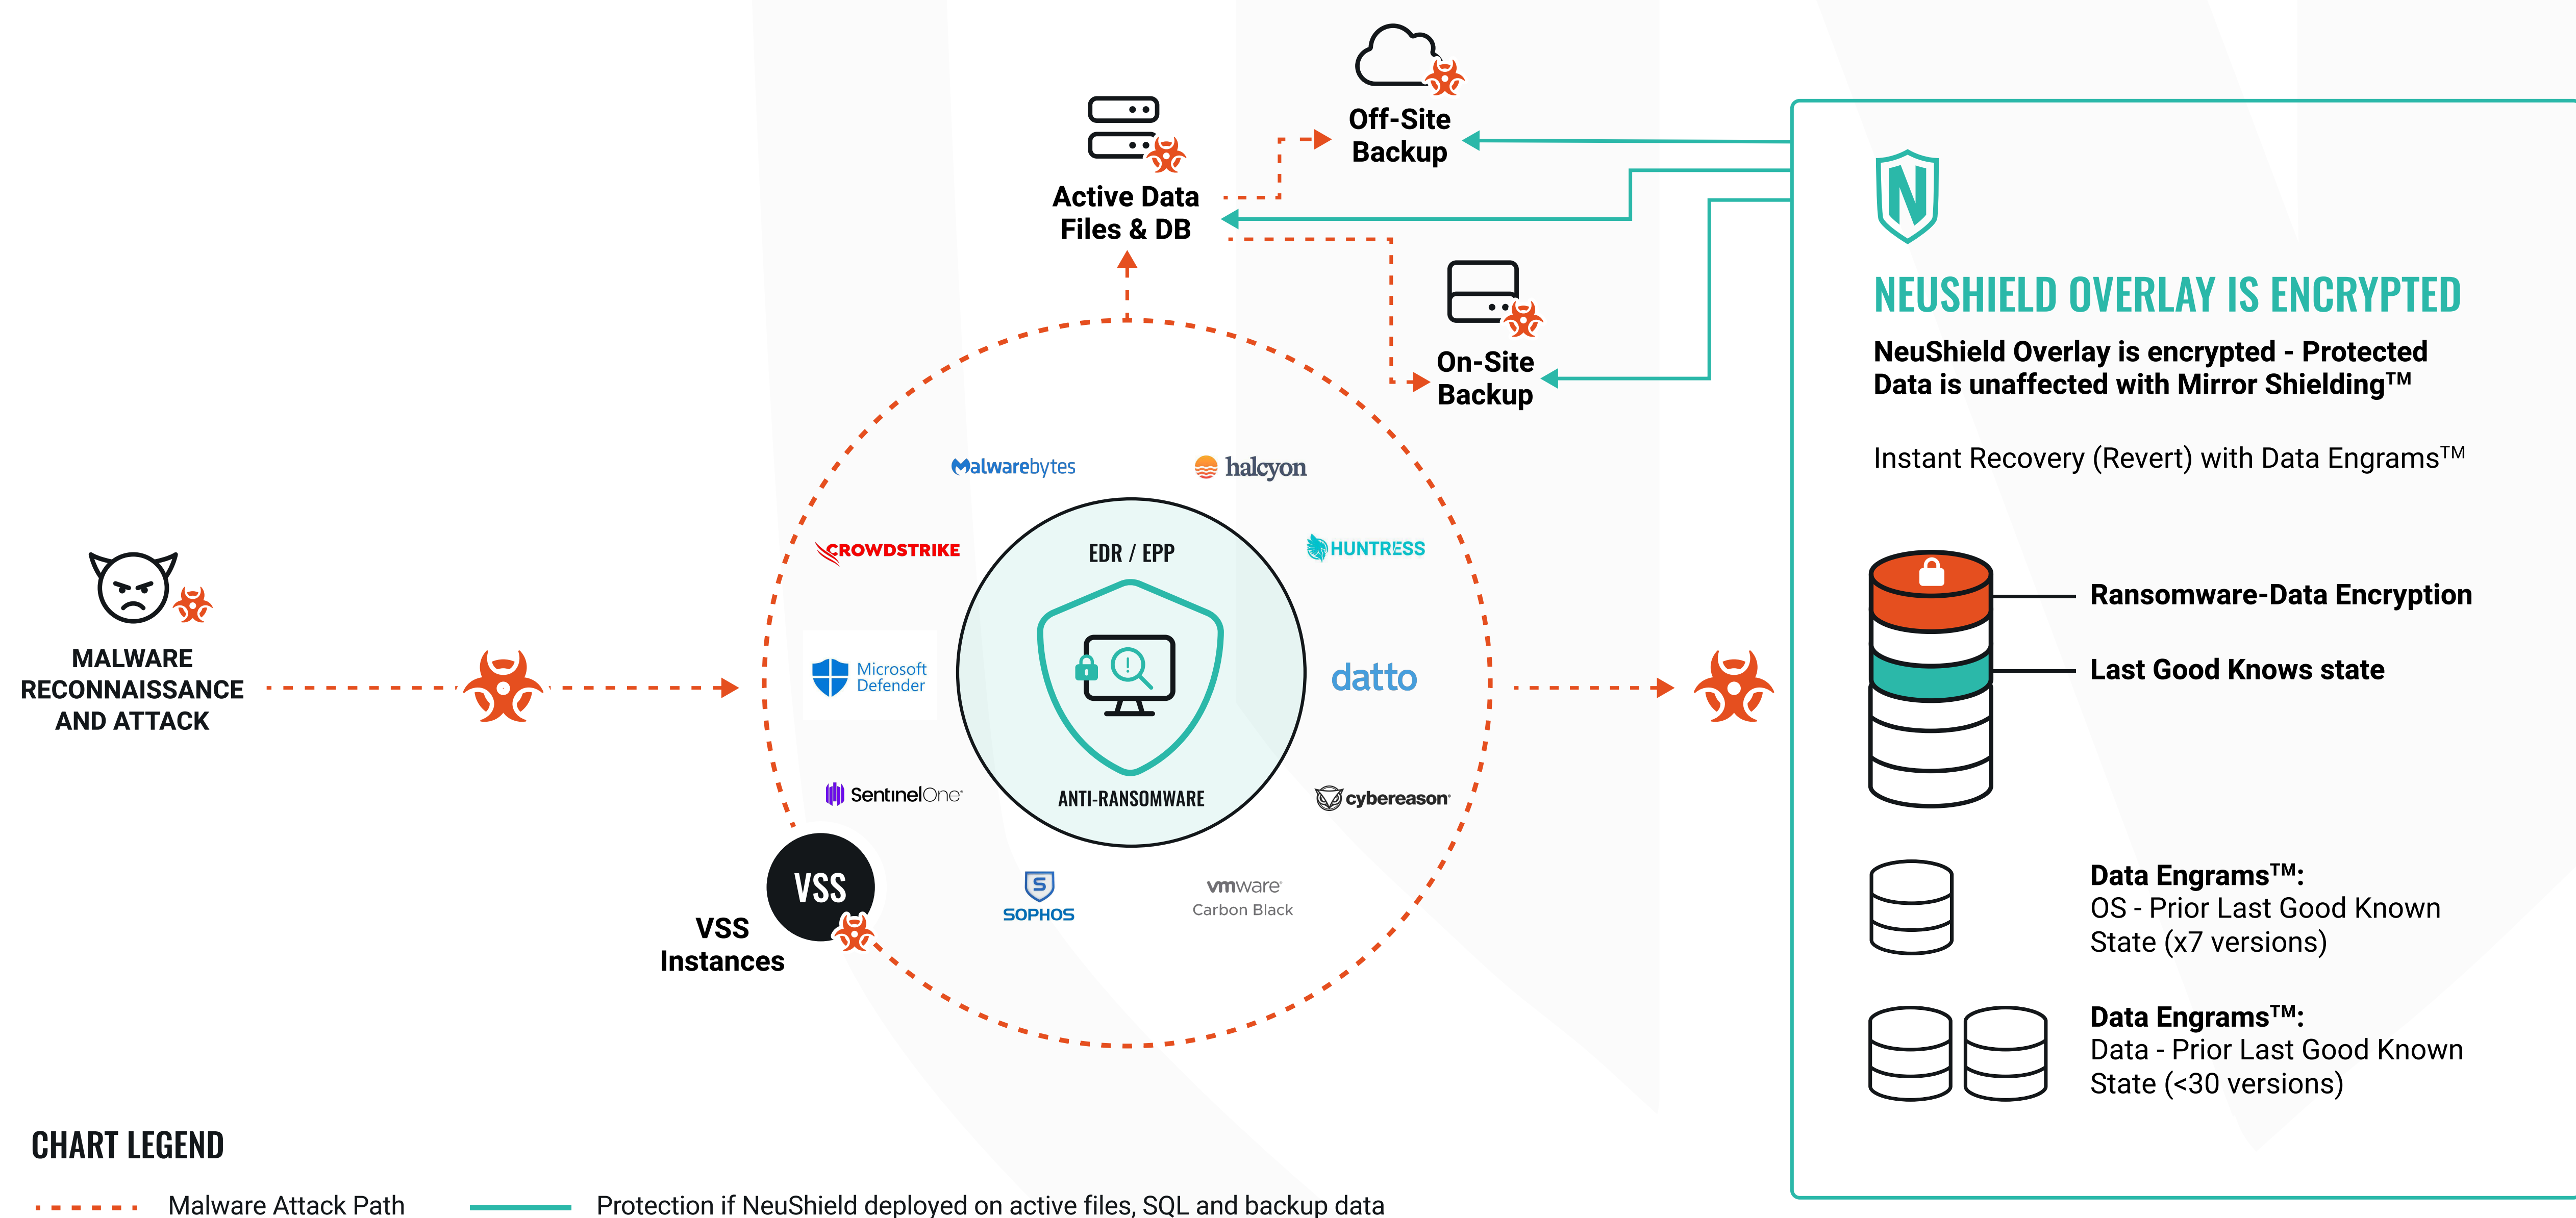 Off-Site
Backup
Active Data
Files & DB
On-Site
Backup
Malwarebytes
halcyon
CROWDSTRIKE
EDR / EPP
HUNTRESS
MALWARE
RECONNAISSANCE
AND ATTACK
Microsoft
Defender
datto
SentinelOne®
ANTI-RANSOMWARE
cybereason®
VSS
SOPHOS
vmware®
Carbon Black
VSS
Instances
N
NEUSHIELD OVERLAY IS ENCRYPTED
NeuShield Overlay is encrypted - Protected
Data is unaffected with Mirror Shielding™
Instant Recovery (Revert) with Data Engrams™
Ransomware-Data Encryption
Last Good Knows state
Data Engrams™:
OS - Prior Last Good Known
State (x7 versions)
Data Engrams™:
Data - Prior Last Good Known
State (<30 versions)
CHART LEGEND
Malware Attack Path
Protection if NeuShield deployed on active files, SQL and backup data